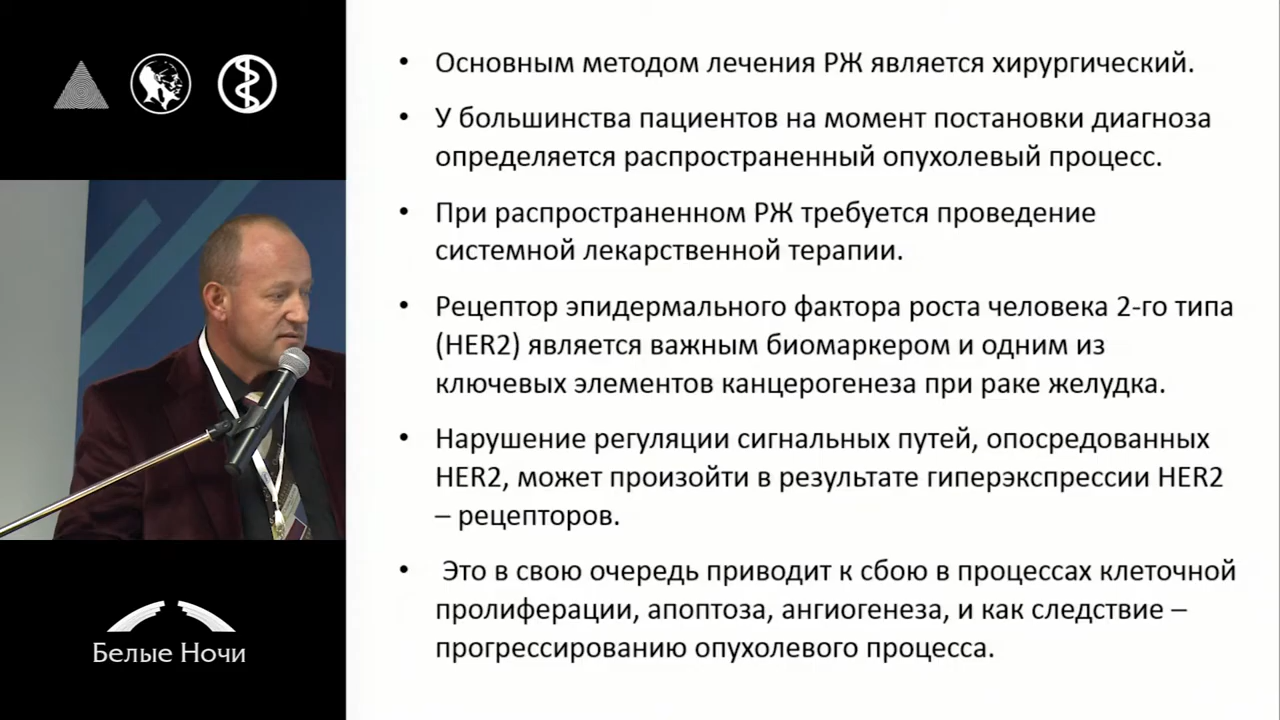 • Основным методом лечения РЖ является хирургический.
• У большинства пациентов на момент постановки диагноза
определяется распространенный опухолевый процесс.
• При распространенном РЖ требуется проведение
системной лекарственной терапии.
• Рецептор эпидермального фактора роста человека 2-го типа
(HER2) является важным биомаркером и одним из
ключевых элементов канцерогенеза при раке желудка.
• Нарушение регуляции сигнальных путей, опосредованных
HER2, может произойти в результате гиперэкспрессии HER2
– рецепторов.
• Это в свою очередь приводит к сбою в процессах клеточной
пролиферации, апоптоза, ангиогенеза, и как следствие –
прогрессированию опухолевого процесса.
Белые Ночи